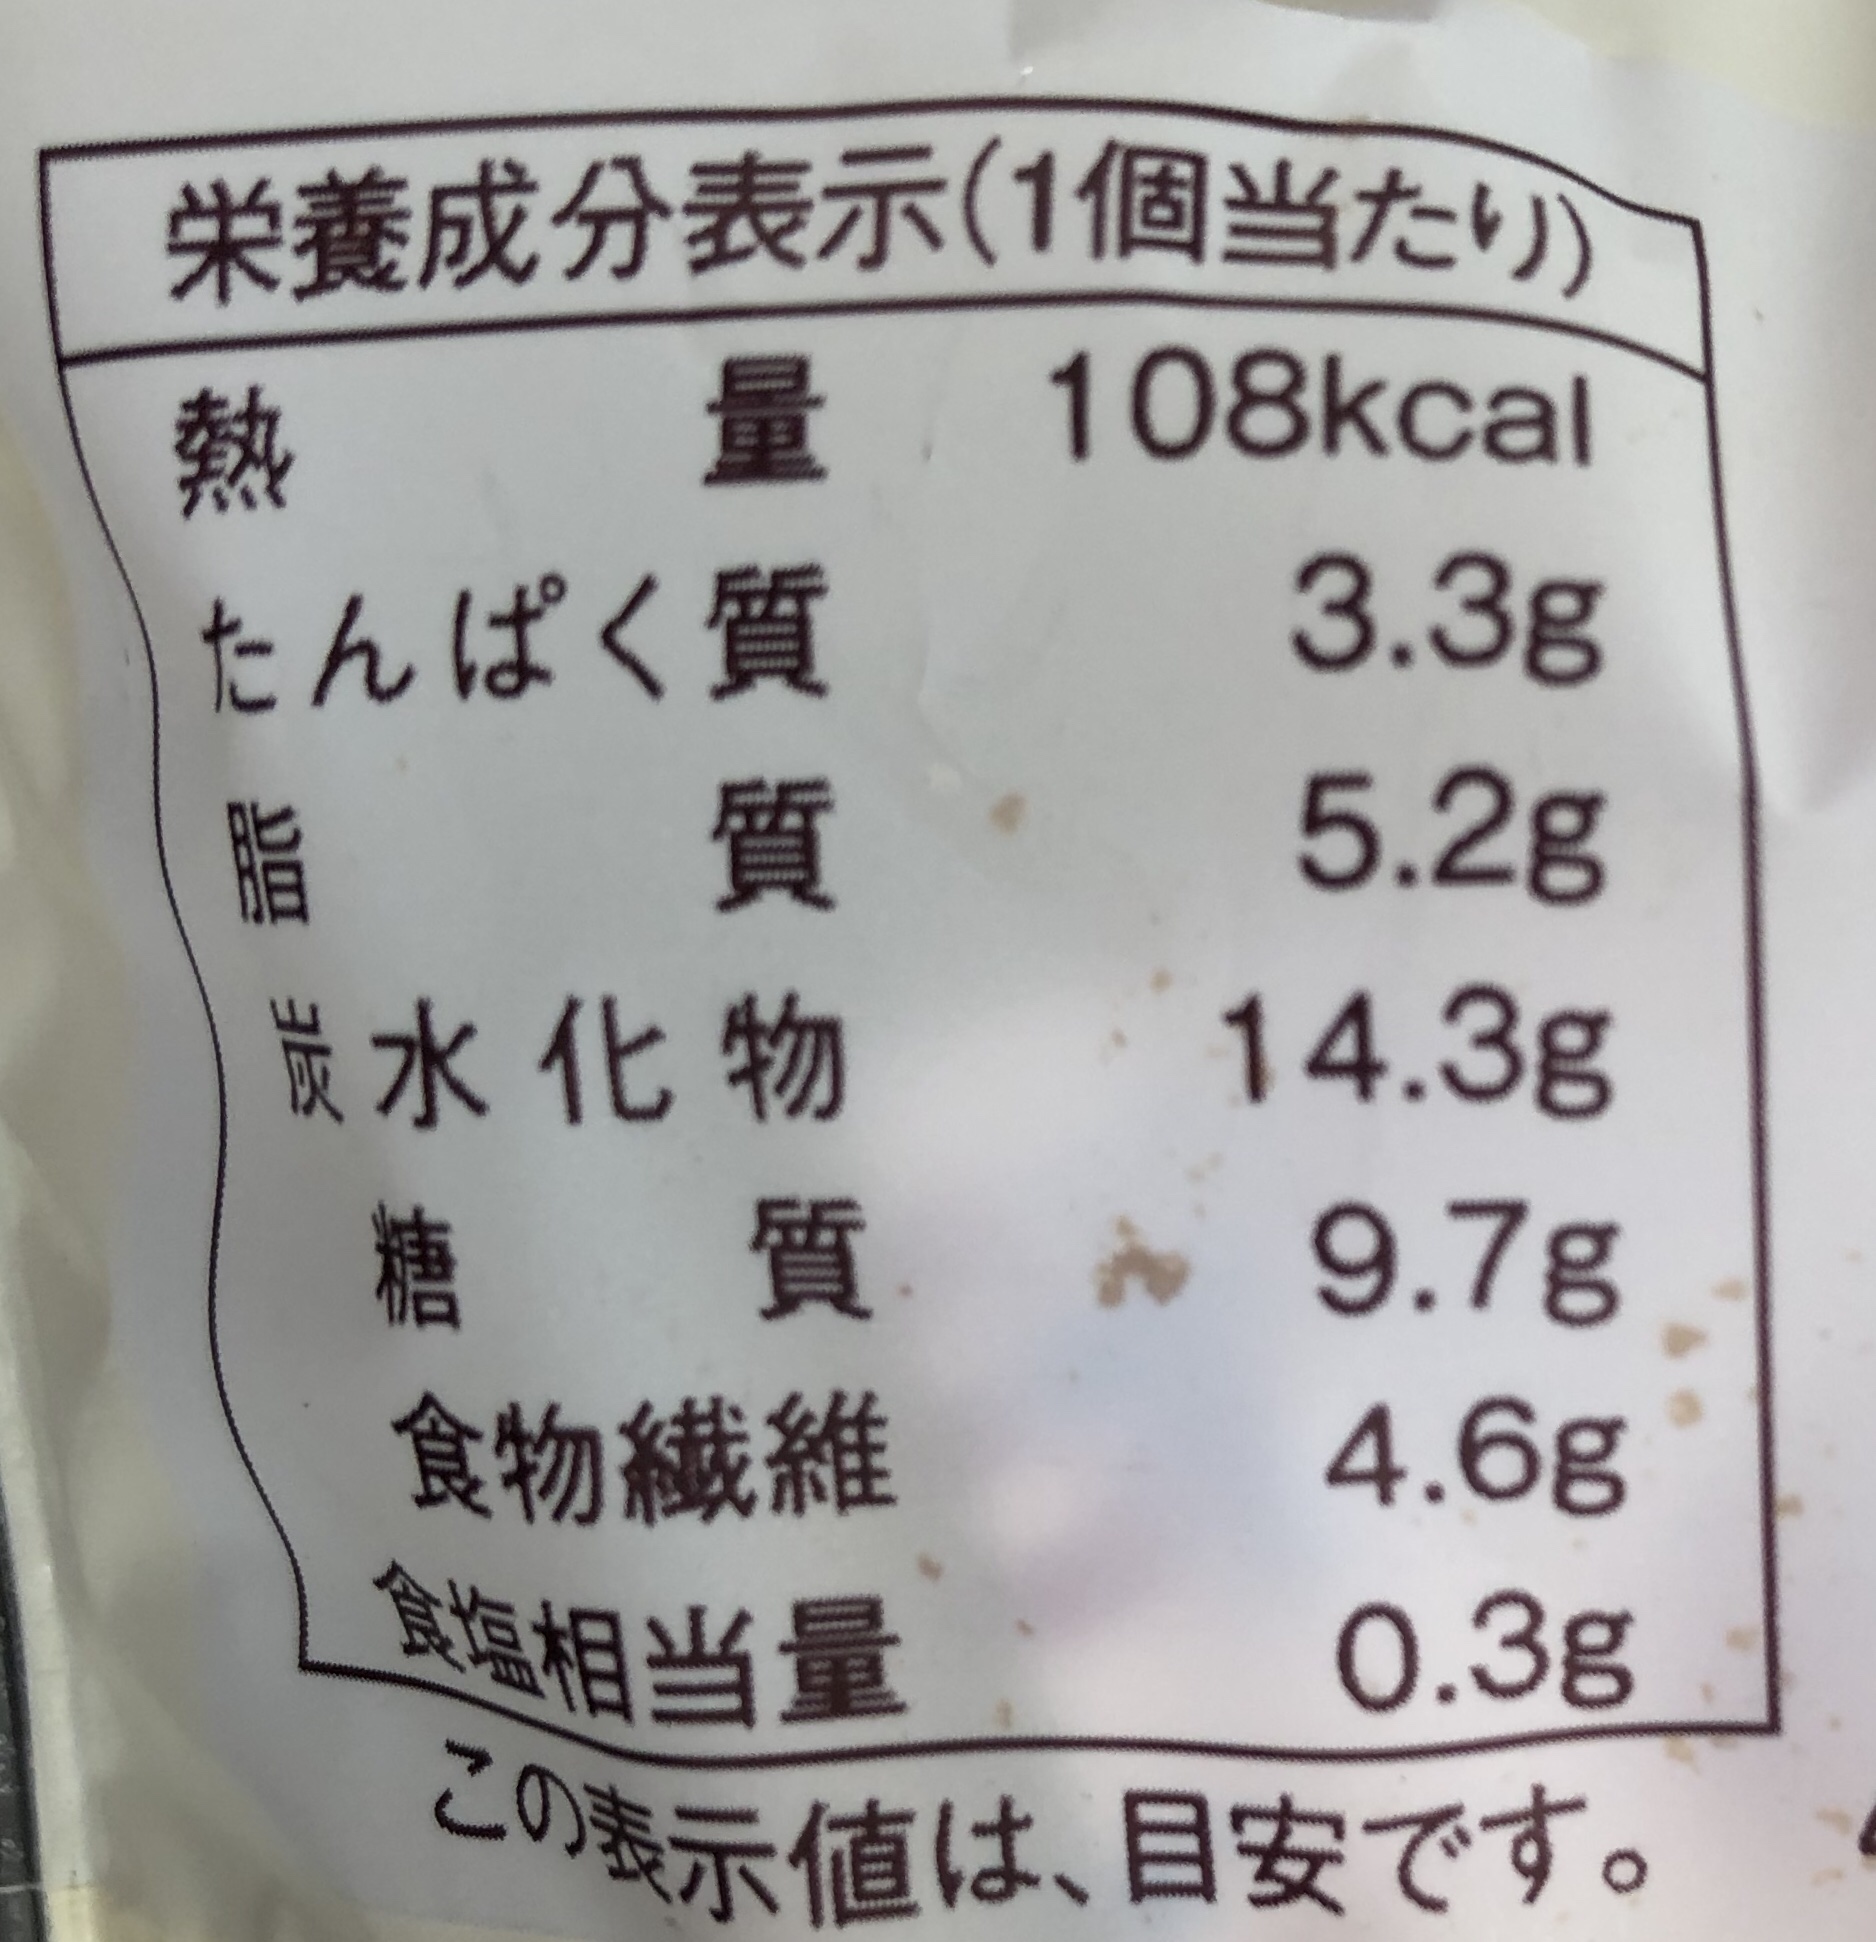 栄養成分表示(1個当たり)
熱量 108kcal
たんぱく質 3.3g
脂質 5.2g
炭水化物 14.3g
糖質 9.7g
食物繊維 4.6g
食塩相当量 0.3g
この表示値は、目安です。